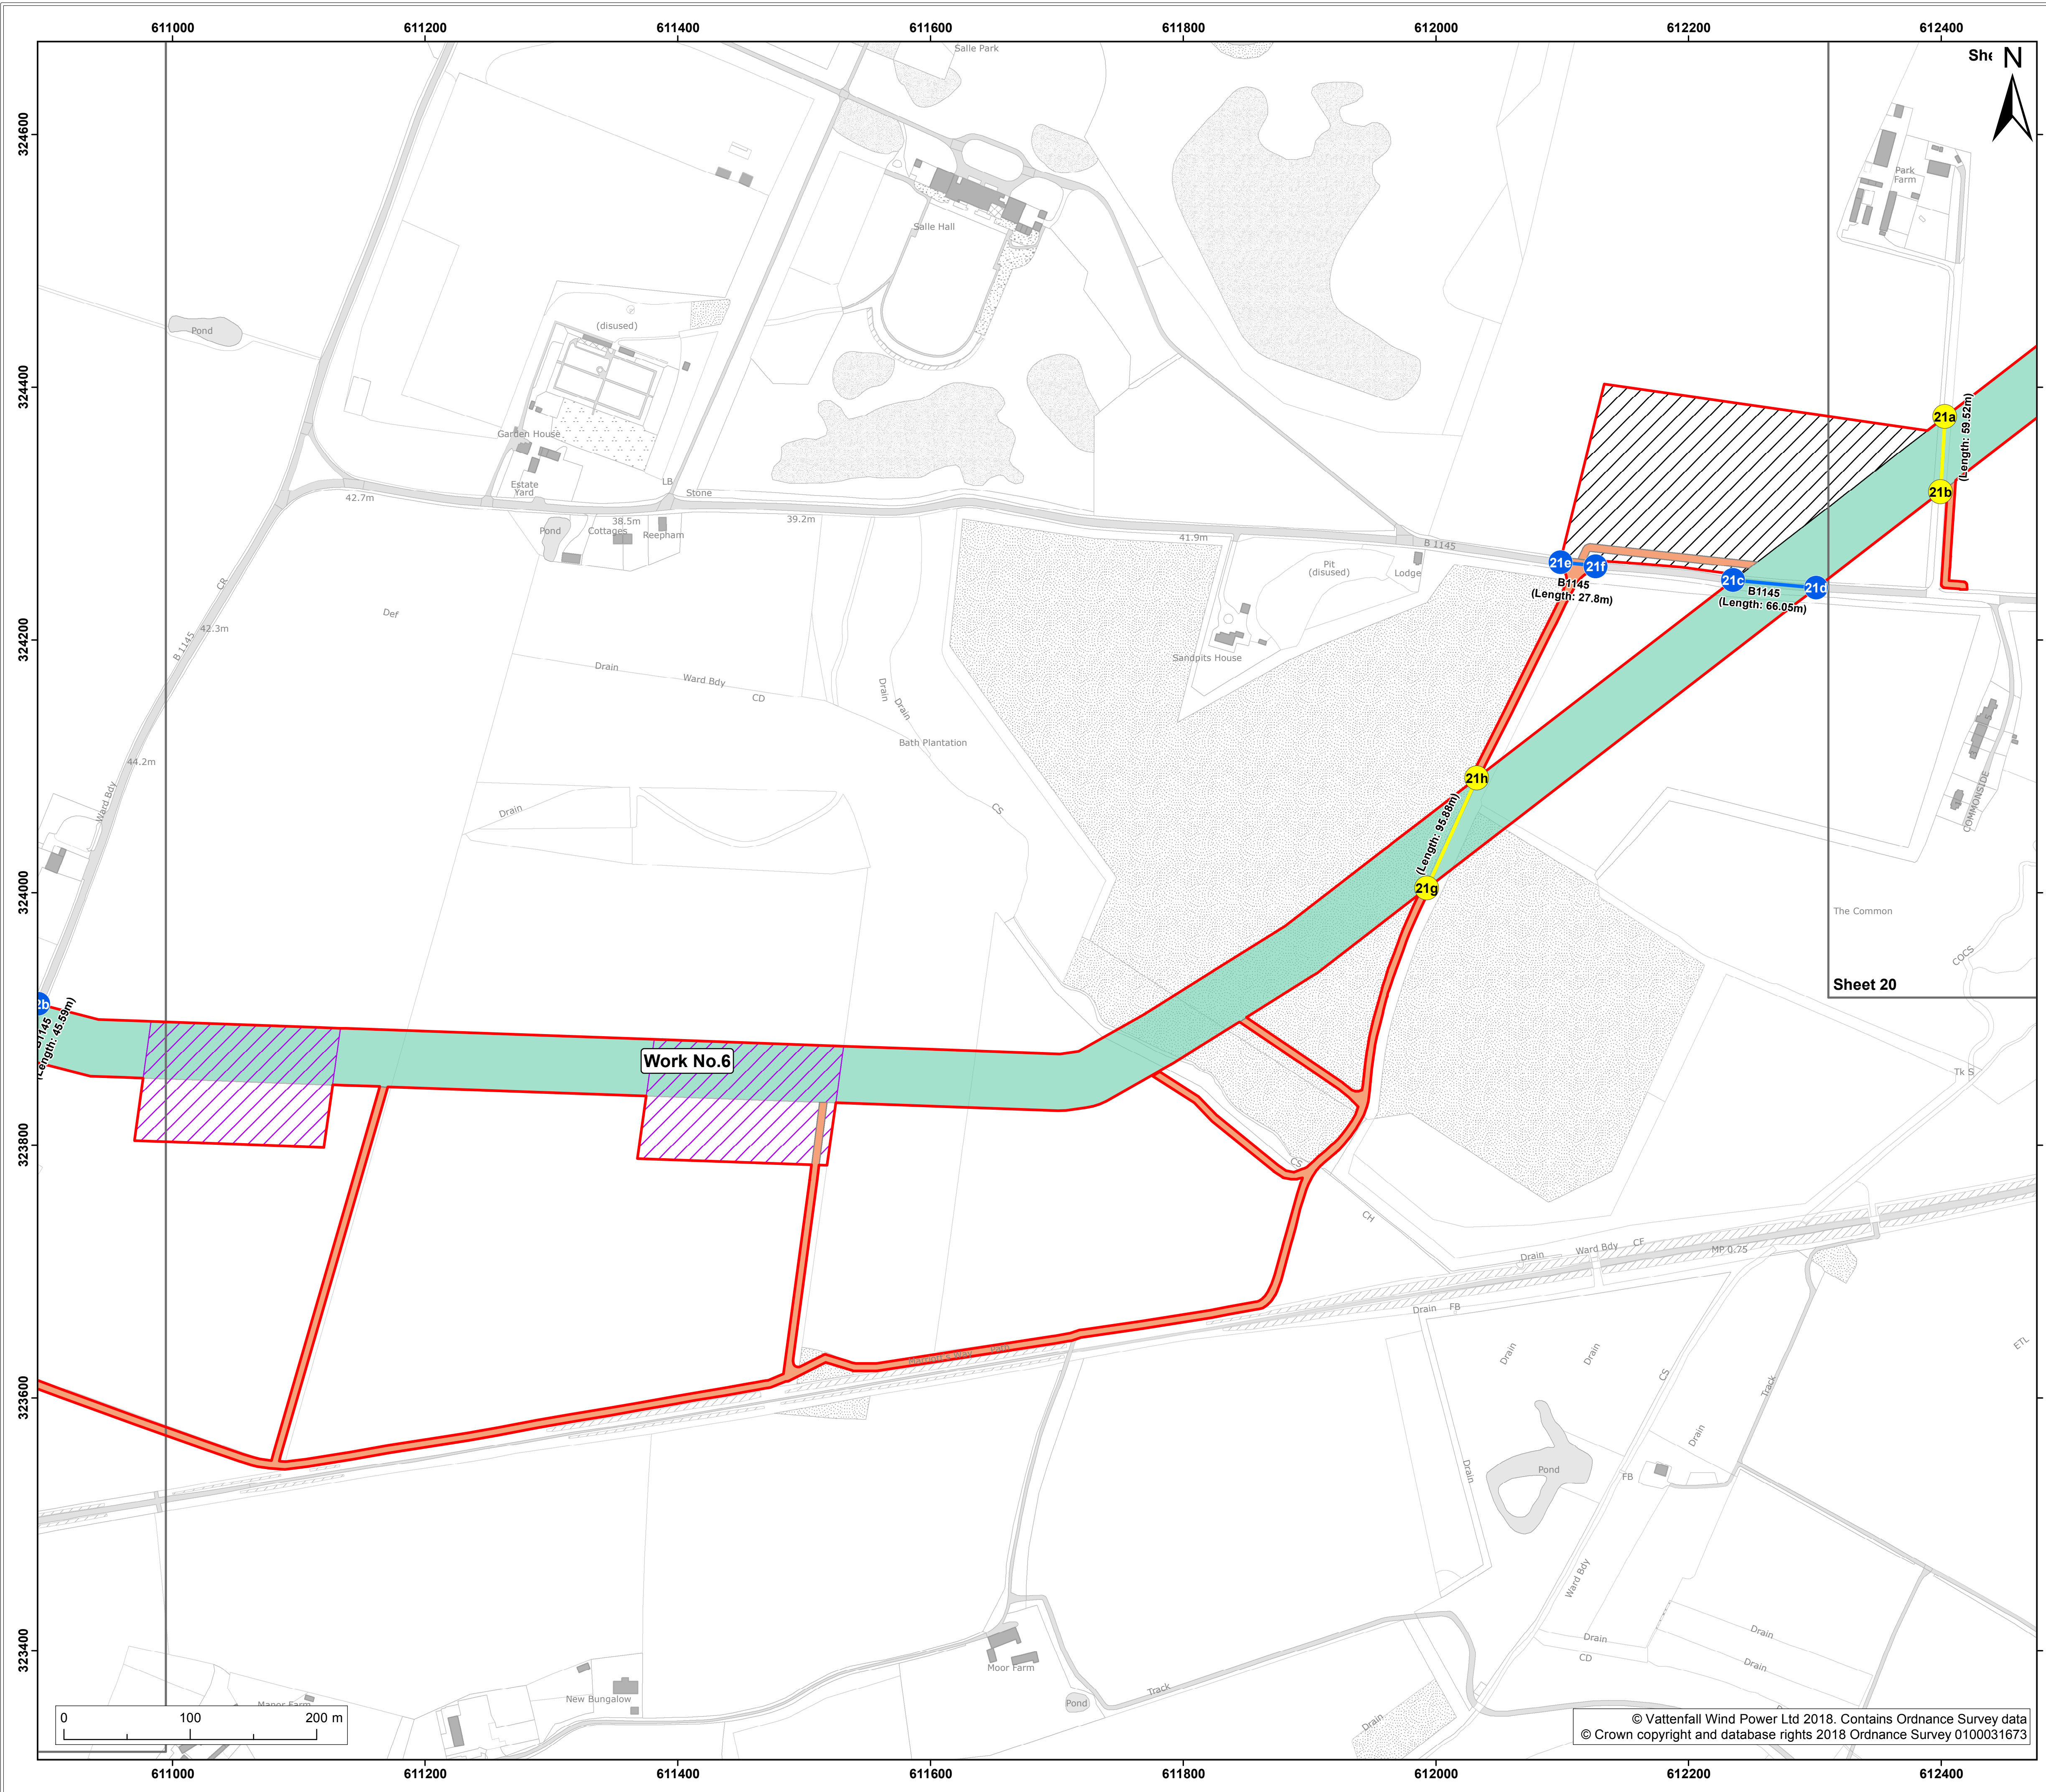 611000
611200
611400
611600
611800
612000
612200
612400
324600
324400
324200
324000
323800
323600
323400
She
N
Salle Park
Salle Hall
Park
Farm
Pond
(disused)
Garden House
Estate
Yard
LB
Stone
42.7m
Pond
Cottages
38.5m
Reepham
39.2m
41.9m
B 1145
Pit
(disused)
Lodge
21a
(Length: 59.52m)
21b
21e
21f
B1145
(Length: 27.8m)
21c
21d
B1145
(Length: 66.05m)
CR
Def
42.3m
B 1145
Drain
Ward Bdy
CD
Drain
Drain
Sandpits House
Bath Plantation
44.2m
Ward Bdy
Drain
CS
21h
(Length: 95.88m)
21g
COMMONSIDE
The Common
COCS
Sheet 20
2b
B1145
(Length: 45.59m)
Work No.6
Tk S
CS
CH
Drain
Ward Bdy
CF
MP 0.75
Drain
FB
Drain
Drain
CS
Track
ETL
Drain
Drain
Pond
FB
Ward Bdy
Drain
CD
Drain
Drain
Moor Farm
New Bungalow
Manor Farm
Pond
Track
Drain
0
100
200 m
© Vattenfall Wind Power Ltd 2018. Contains Ordnance Survey data
© Crown copyright and database rights 2018 Ordnance Survey 0100031673
611000
611200
611400
611600
611800
612000
612200
612400